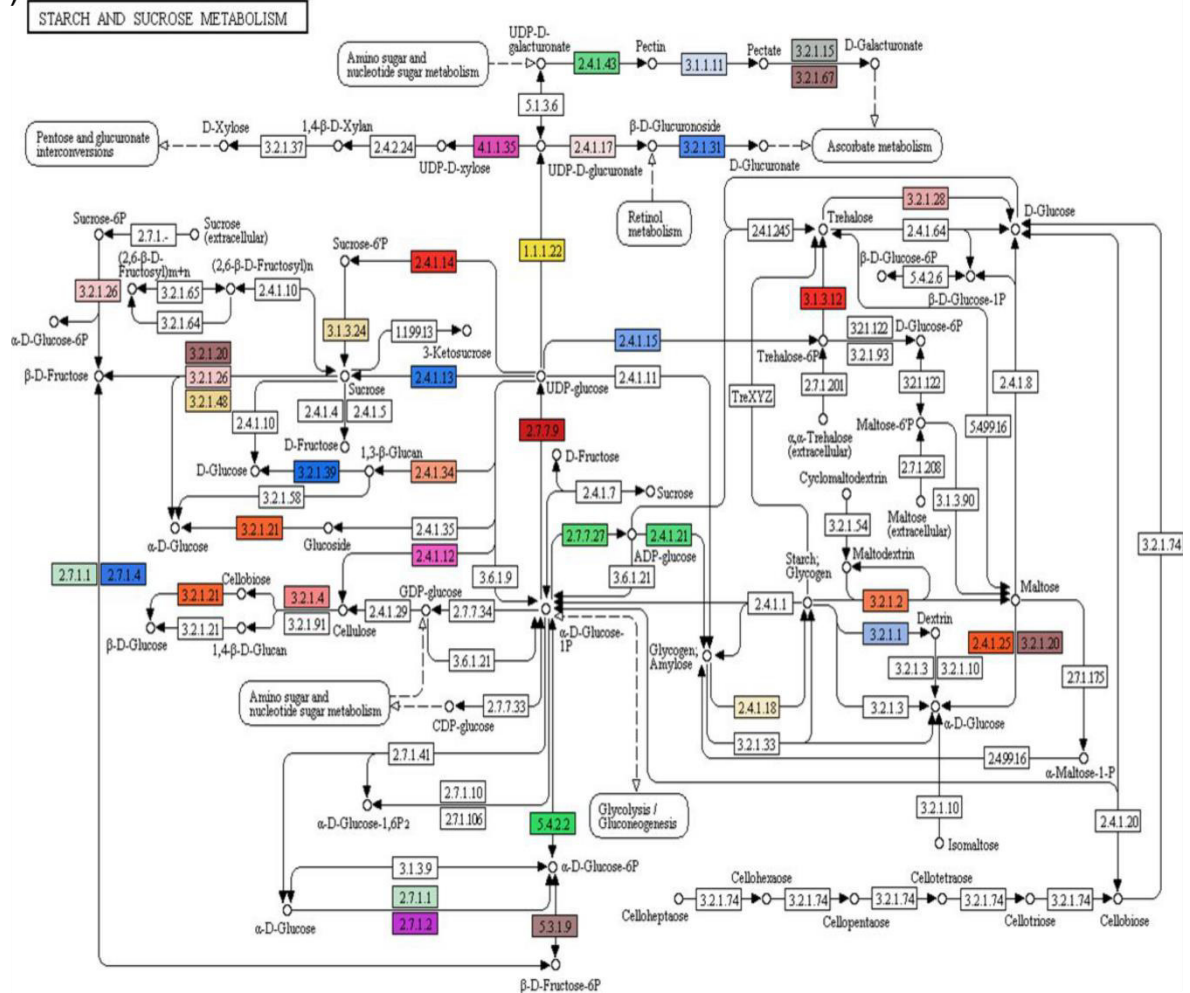 )
STARCH AND SUCROSE METABOLISM
UDP-D-
galacturonate
Pectin
Pectate
3.2.1.15
D-Galacturonate
Amino sugar and
nucleotide sugar metabolism
2.4.1.43
3.1.1.11
3.2.1.67
5.1.3.6
Pentose and glucuronate
interconversions
D-Xylose
3.2.1.37
1,4-β-D-Xylan
2.4.2.24
UDP-D-xylose
4.1.1.35
2.4.1.17
UDP-D-glucuronate
β-D-Glucuronoside
3.2.1.31
D-Glucuronate
Ascorbate metabolism
Retinol
metabolism
Sucrose-6P
2.7.1.-
Sucrose
(extracellular)
3.2.1.26
(2,6-β-D-
Fructosyl)m+n
3.2.1.65
3.2.1.64
(2,6-β-D-Fructosyl)n
2.4.1.10
α-D-Glucose-6P
Sucrose-6'P
2.4.1.14
1.1.1.22
3.1.3.24
1.1.99.13
3-Ketosucrose
β-D-Fructose
3.2.1.20
3.2.1.26
3.2.1.48
Sucrose
2.4.1.13
UDP-glucose
2.4.1.15
2.4.1.11
2.4.1.10
2.4.1.4
2.4.1.5
D-Fructose
2.7.7.9
D-Glucose
3.2.1.39
1,3-β-Glucan
2.4.1.34
3.2.1.58
D-Fructose
2.4.1.7
Sucrose
α-D-Glucose
3.2.1.21
Glucoside
2.4.1.35
2.4.1.12
2.7.7.27
ADP-glucose
2.4.1.21
3.6.1.9
3.6.1.21
2.7.1.1
2.7.1.4
3.2.1.21
Cellobiose
3.2.1.4
3.2.1.91
β-D-Glucose
3.2.1.21
1,4-β-D-Glucan
Cellulose
2.4.1.29
GDP-glucose
2.7.7.34
3.6.1.21
α-D-Glucose-
1P
Amino sugar and
nucleotide sugar metabolism
CDP-glucose
2.7.7.33
2.7.1.41
α-D-Glucose-1,6P2
2.7.1.10
2.7.1.106
5.4.2.2
Glycolysis /
Gluconeogenesis
3.1.3.9
α-D-Glucose-6P
α-D-Glucose
2.7.1.1
2.7.1.2
5.3.1.9
β-D-Fructose-6P
2.4.1.245
Trehalose
3.2.1.28
2.4.1.64
D-Glucose
β-D-Glucose-6P
5.4.2.6
β-D-Glucose-1P
3.1.3.12
Trehalose-6P
3.2.1.122
3.2.1.93
D-Glucose-6P
2.7.1.201
3.2.1.122
2.4.1.8
TreXYZ
α,α-Trehalose
(extracellular)
Maltose-6'P
5.4.99.16
2.7.1.208
3.1.3.90
Maltose
(extracellular)
Cyclomaltodextrin
3.2.1.54
Maltodextrin
3.2.1.74
Starch;
Glycogen
2.4.1.1
3.2.1.2
Maltose
3.2.1.1
Dextrin
2.4.1.25
3.2.1.20
Glycogen;
Amylose
3.2.1.3
3.2.1.10
2.7.1.175
2.4.1.18
3.2.1.3
α-D-Glucose
3.2.1.33
2.4.99.16
α-Maltose-1-P
3.2.1.10
Isomaltose
2.4.1.20
Celloheptaose
3.2.1.74
Cellohexaose
3.2.1.74
Cellopentaose
3.2.1.74
Cellotetraose
3.2.1.74
Cellotriose
3.2.1.74
Cellobiose